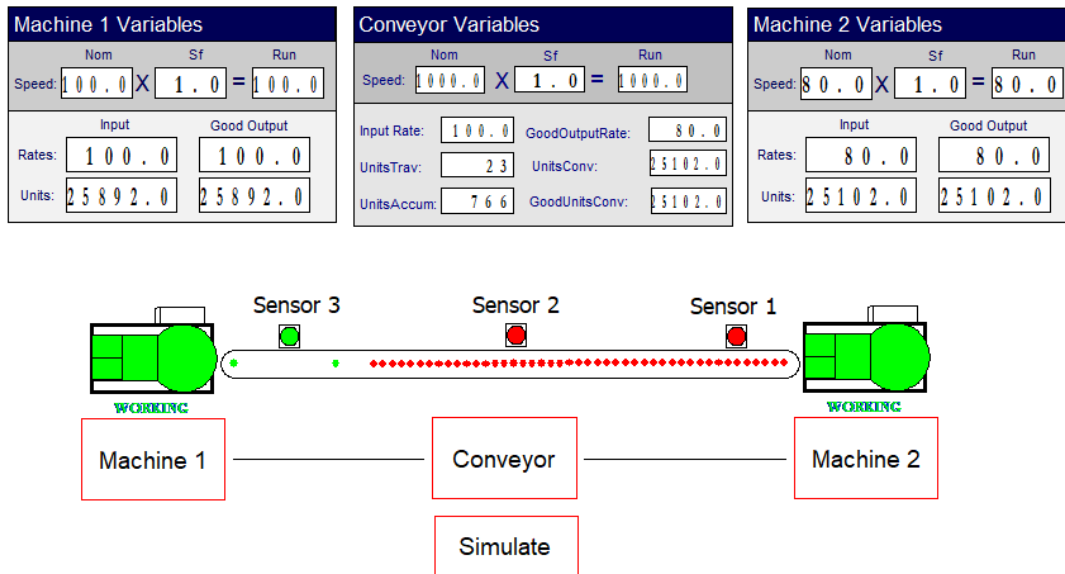 Machine 1 Variables
Nom Sf Run
Speed: 100.0 X 1.0 = 100.0
Input Good Output
Rates: 100.0 100.0
Units: 25892.0 25892.0
Conveyor Variables
Nom Sf Run
Speed: 1000.0 X 1.0 = 1000.0
Input Rate: 100.0 GoodOutputRate: 80.0
UnitsTrav: 23 UnitsConv: 25102.0
UnitsAccum: 766 GoodUnitsConv: 25102.0
Machine 2 Variables
Nom Sf Run
Speed: 80.0 X 1.0 = 80.0
Input Good Output
Rates: 80.0 80.0
Units: 25102.0 25102.0
Sensor 3 Sensor 2 Sensor 1
WORKING WORKING
Machine 1 Conveyor Machine 2
Simulate